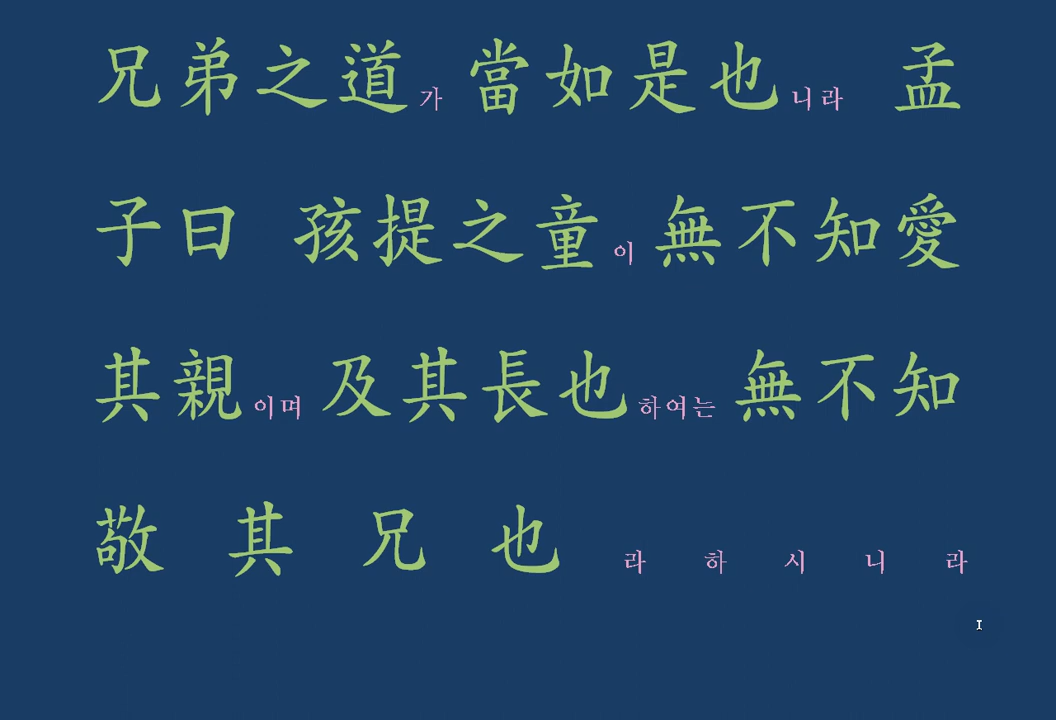 兄弟之道가 當如是也니라 孟
子曰 孩提之童이 無不知愛
其親이며 及其長也하여는 無不知
敬其兄也라하시니라